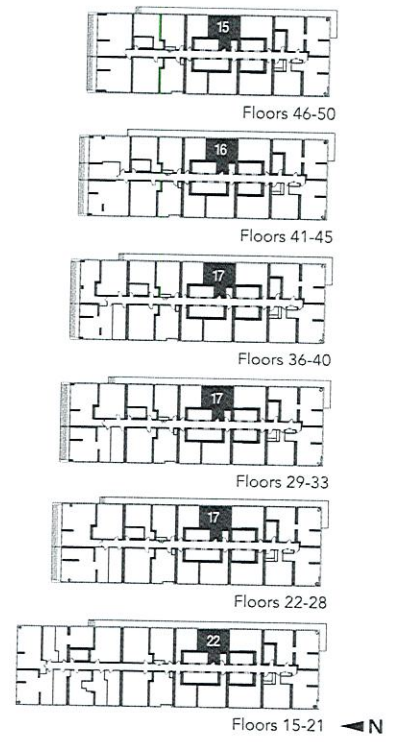 15
Floors 46-50
16
Floors 41-45
17
Floors 36-40
17
Floors 29-33
17
Floors 22-28
22
Floors 15-21 N